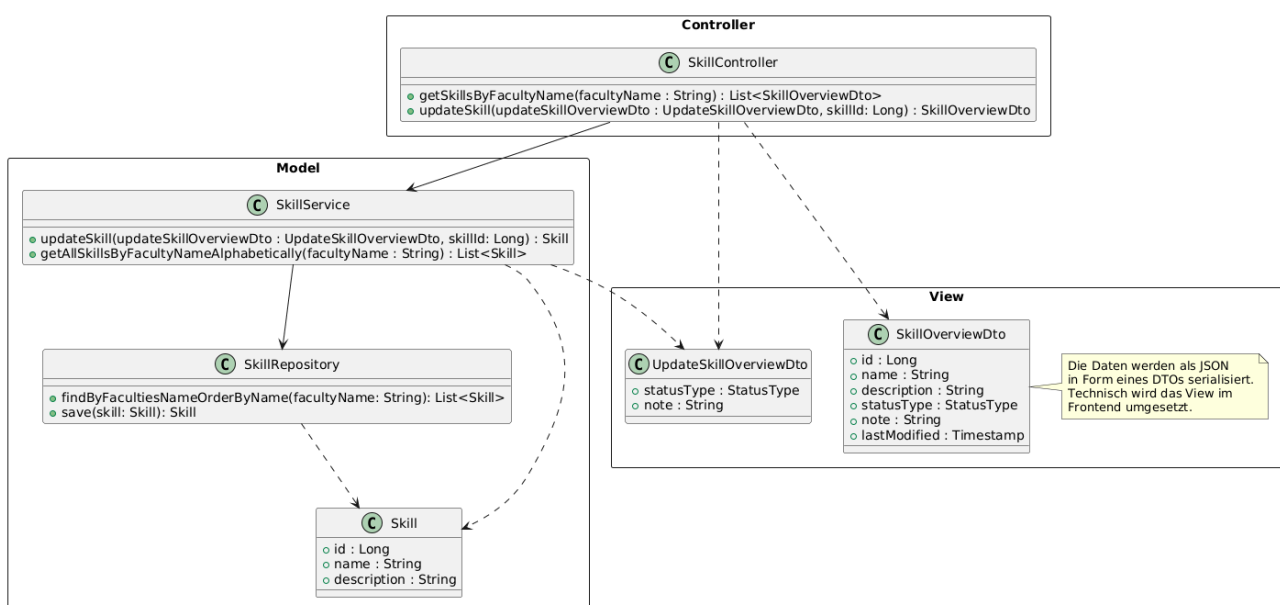 Controller
C SkillController
getSkillsByFacultyName(facultyName : String) : List<SkillOverviewDto>
updateSkill(updateSkillOverviewDto : UpdateSkillOverviewDto, skillId: Long) : SkillOverviewDto
Model
C SkillService
updateSkill(updateSkillOverviewDto : UpdateSkillOverviewDto, skillId: Long) : Skill
getAllSkillsByFacultyNameAlphabetically(facultyName : String) : List<Skill>
C SkillRepository
findByFacultiesNameOrderByName(facultyName: String): List<Skill>
save(skill: Skill): Skill
C Skill
id : Long
name : String
description : String
View
C UpdateSkillOverviewDto
statusType : StatusType
note : String
C SkillOverviewDto
id : Long
name : String
description : String
statusType : StatusType
note : String
lastModified : Timestamp
Die Daten werden als JSON
in Form eines DTOs serialisiert.
Technisch wird das View im
Frontend umgesetzt.